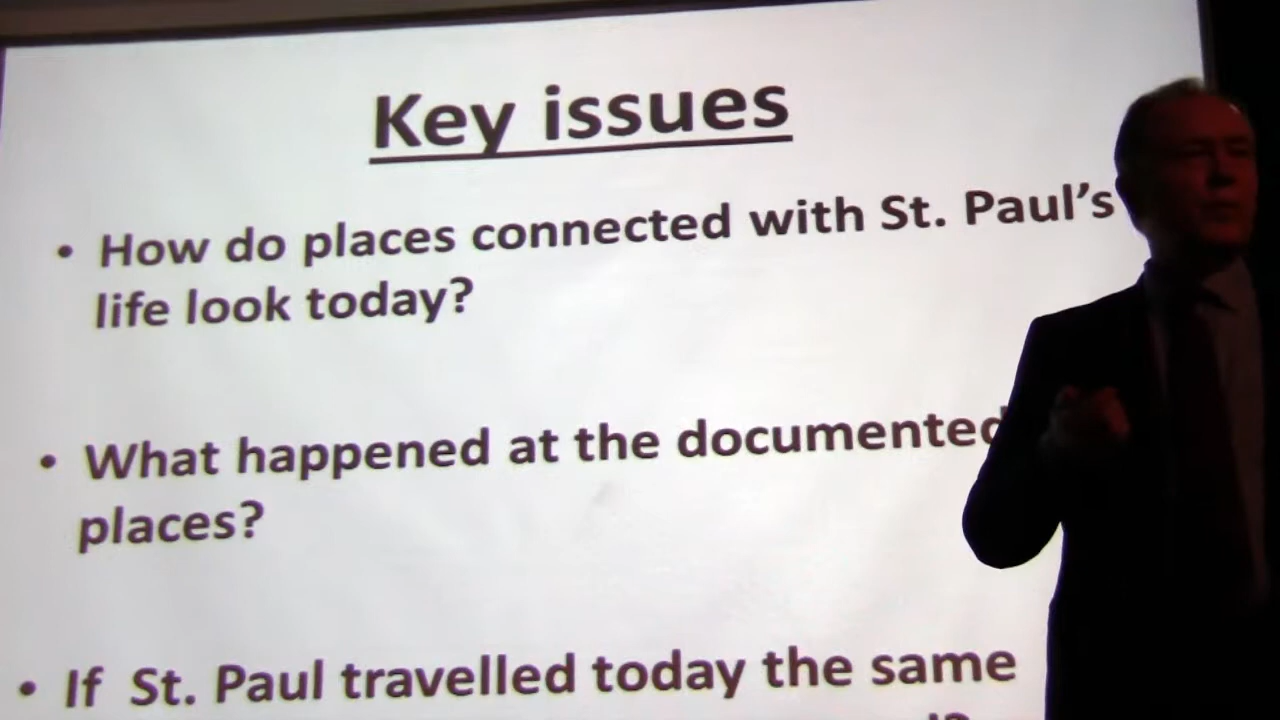 Key issues
• How do places connected with St. Paul's
life look today?
• What happened at the documented
places?
• If St. Paul travelled today the same